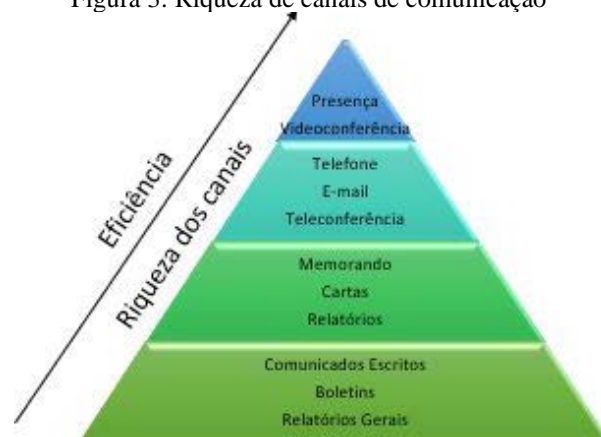 Figura 3: Riqueza de canais de comunicação
Eficiência
Riqueza dos canais
Presença
Videoconferência
Telefone
E-mail
Teleconferência
Memorando
Cartas
Relatórios
Comunicados Escritos
Boletins
Relatórios Gerais